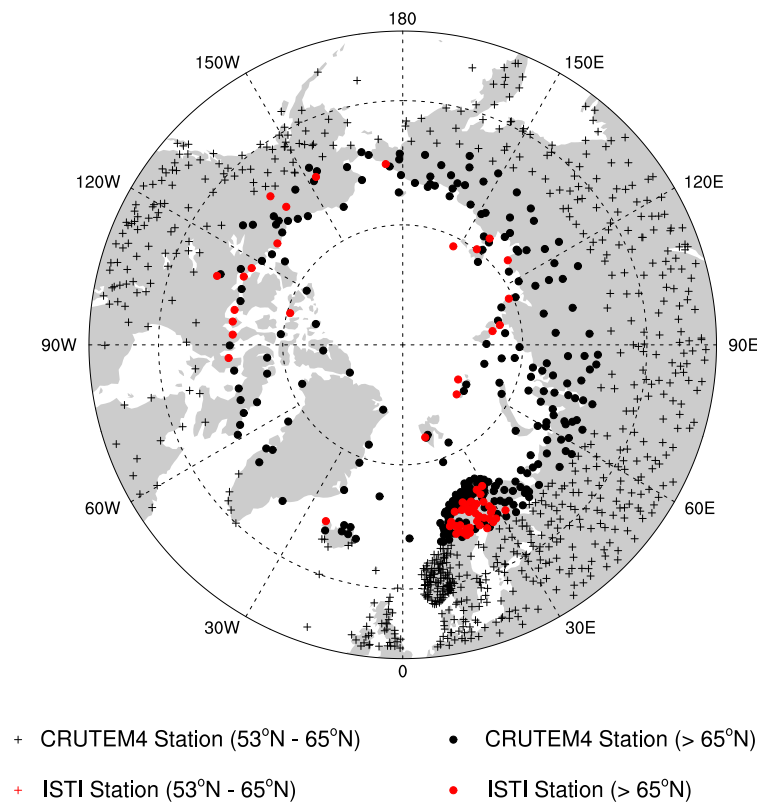 180
150W
150E
120W
120E
90W
90E
60W
60E
30W
30E
0
CRUTEM4 Station (53°N - 65°N)
CRUTEM4 Station (> 65°N)
ISTI Station (53°N - 65°N)
ISTI Station (> 65°N)